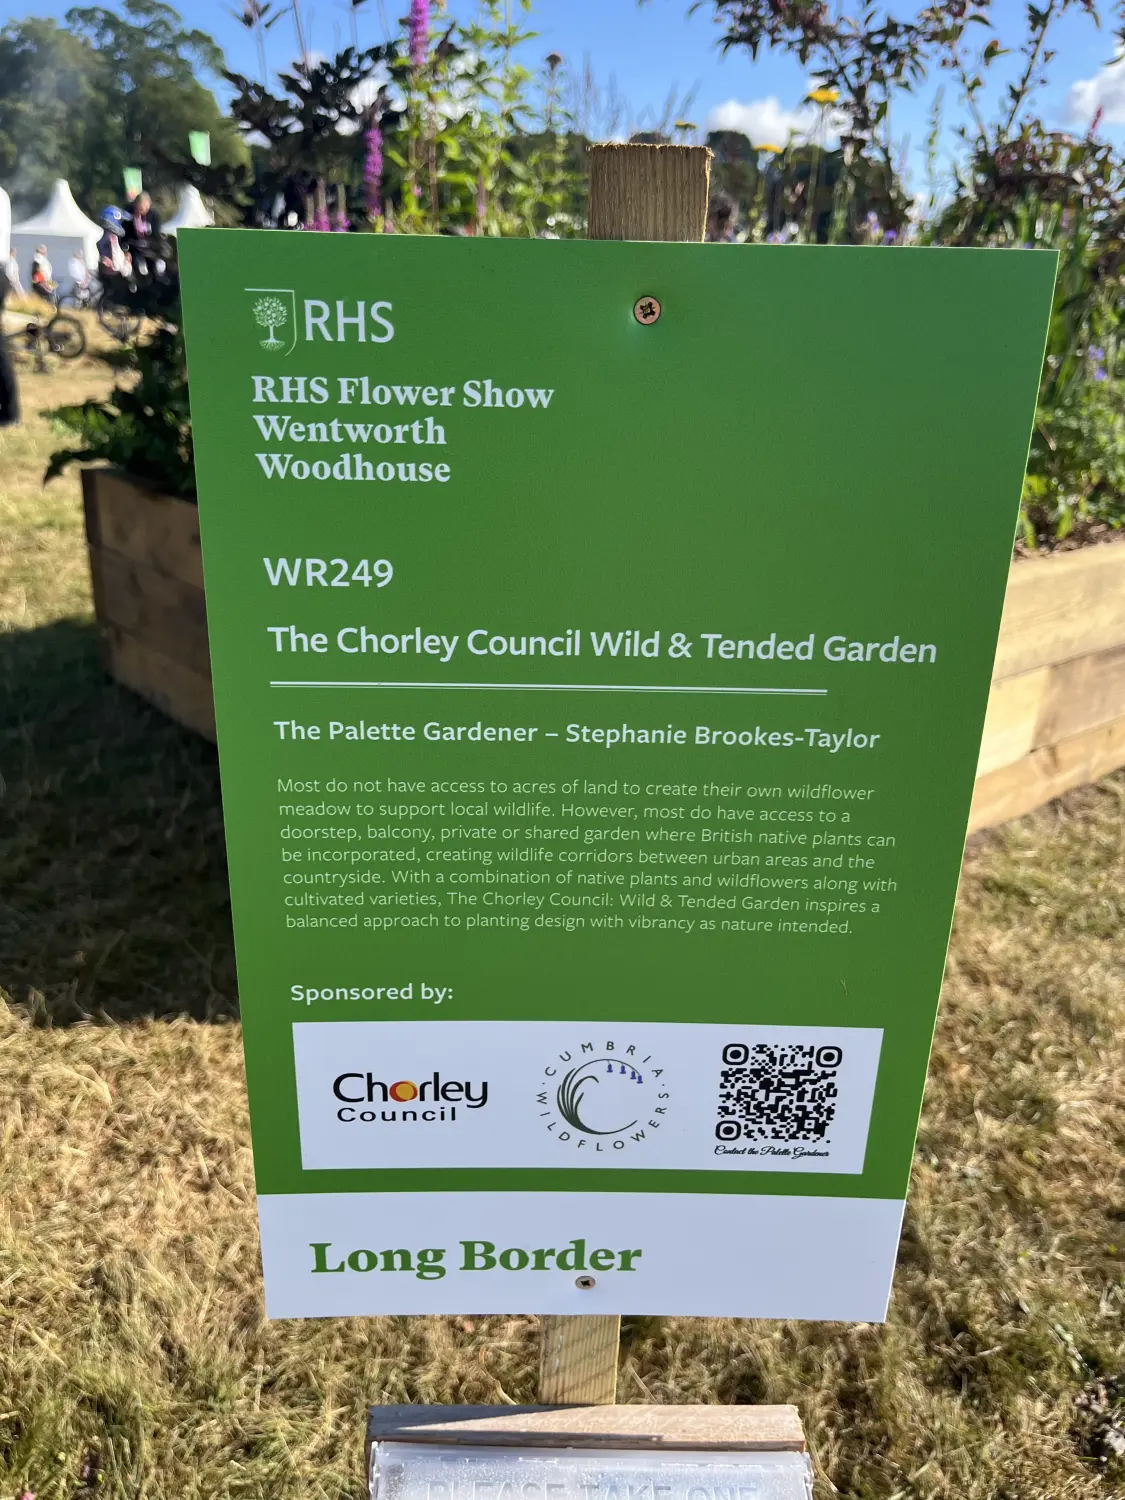 RHS
RHS Flower Show
Wentworth
Woodhouse
WR249
The Chorley Council Wild & Tended Garden
The Palette Gardener – Stephanie Brookes-Taylor
Most do not have access to acres of land to create their own wildflower
meadow to support local wildlife. However, most do have access to a
doorstep, balcony, private or shared garden where British native plants can
be incorporated, creating wildlife corridors between urban areas and the
countryside. With a combination of native plants and wildflowers along with
cultivated varieties, The Chorley Council: Wild & Tended Garden inspires a
balanced approach to planting design with vibrancy as nature intended.
Sponsored by:
Chorley
Council
CUMBRIA
· WILDFLOWERS ·
Contact the Palette Gardener
Long Border
PLEASE TAKE ONE